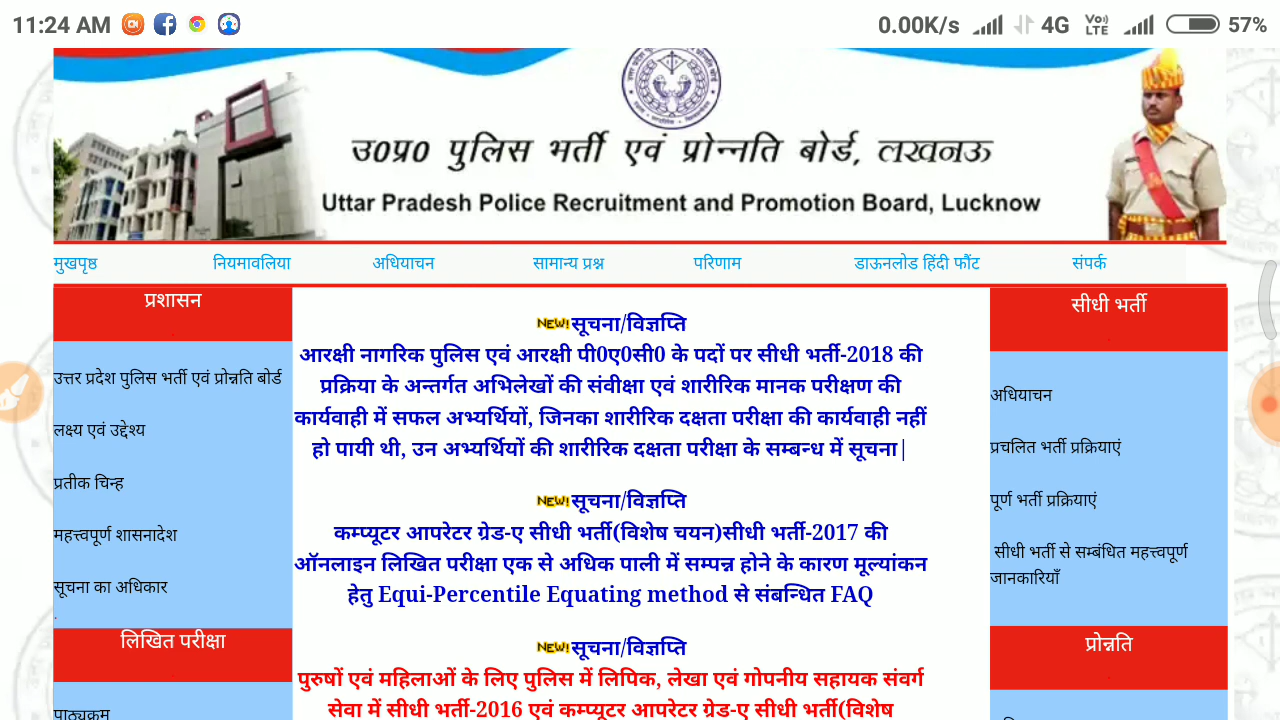 11:24 AM 0.00K/s 4G VoLTE 57%
उ0प्र0 पुलिस भर्ती एवं प्रोन्नति बोर्ड, लखनऊ
Uttar Pradesh Police Recruitment and Promotion Board, Lucknow
मुखपृष्ठ नियमावलिया अधियाचन सामान्य प्रश्न परिणाम डाऊनलोड हिंदी फौंट संपर्क
प्रशासन
उत्तर प्रदेश पुलिस भर्ती एवं प्रोन्नति बोर्ड
लक्ष्य एवं उद्देश्य
प्रतीक चिन्ह
महत्त्वपूर्ण शासनादेश
सूचना का अधिकार
लिखित परीक्षा
पाठ्यक्रम
NEW! सूचना/विज्ञप्ति
आरक्षी नागरिक पुलिस एवं आरक्षी पी0ए0सी0 के पदों पर सीधी भर्ती-2018 की
प्रक्रिया के अन्तर्गत अभिलेखों की संवीक्षा एवं शारीरिक मानक परीक्षण की
कार्यवाही में सफल अभ्यर्थियों, जिनका शारीरिक दक्षता परीक्षा की कार्यवाही नहीं
हो पायी थी, उन अभ्यर्थियों की शारीरिक दक्षता परीक्षा के सम्बन्ध में सूचना|
NEW! सूचना/विज्ञप्ति
कम्प्यूटर आपरेटर ग्रेड-ए सीधी भर्ती(विशेष चयन)सीधी भर्ती-2017 की
ऑनलाइन लिखित परीक्षा एक से अधिक पाली में सम्पन्न होने के कारण मूल्यांकन
हेतु Equi-Percentile Equating method से संबन्धित FAQ
NEW! सूचना/विज्ञप्ति
पुरुषों एवं महिलाओं के लिए पुलिस में लिपिक, लेखा एवं गोपनीय सहायक संवर्ग
सेवा में सीधी भर्ती-2016 एवं कम्प्यूटर आपरेटर ग्रेड-ए सीधी भर्ती(विशेष
सीधी भर्ती
अधियाचन
प्रचलित भर्ती प्रक्रियाएं
पूर्ण भर्ती प्रक्रियाएं
सीधी भर्ती से सम्बंधित महत्त्वपूर्ण
जानकारियाँ
प्रोन्नति